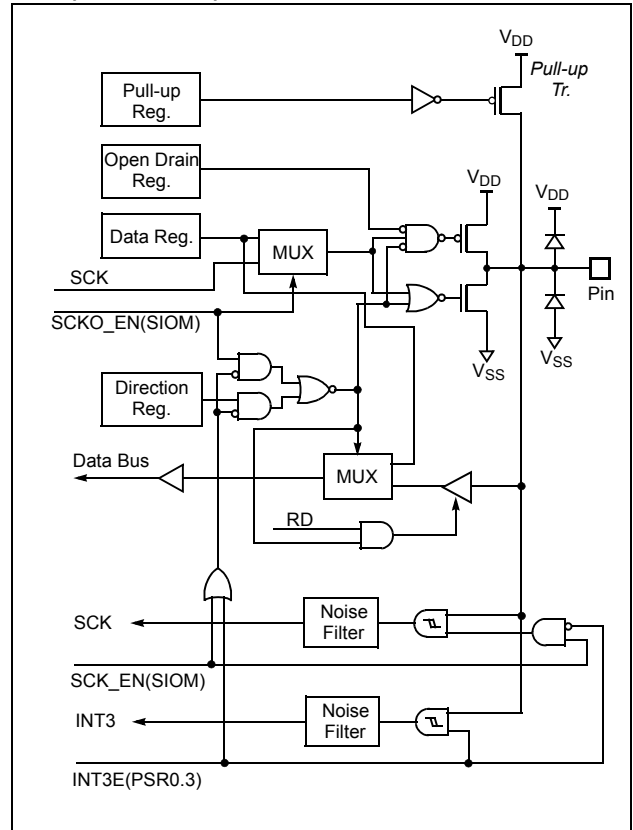 VDD
Pull-up
Tr.
Pull-up
Reg.
Open Drain
Reg.
VDD
VDD
Data Reg.
MUX
SCK
Pin
SCKO_EN(SIOM)
VSS
VSS
Direction
Reg.
Data Bus
MUX
RD
Noise
Filter
SCK
SCK_EN(SIOM)
Noise
Filter
INT3
INT3E(PSR0.3)